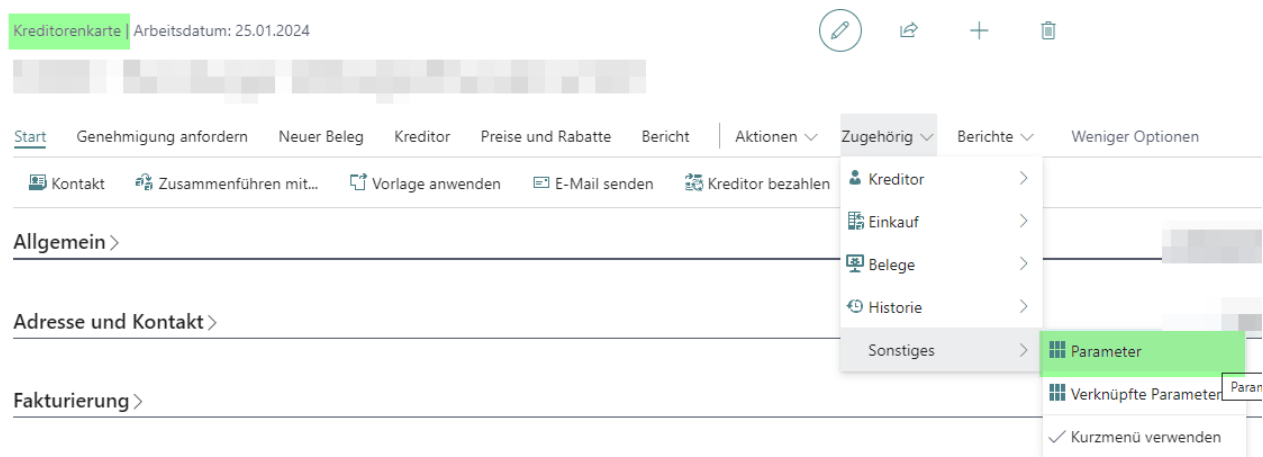 Kreditorenkarte | Arbeitsdatum: 25.01.2024
Start Genehmigung anfordern Neuer Beleg Kreditor Preise und Rabatte Bericht Aktionen Zugehörig Berichte Weniger Optionen
Kontakt Zusammenführen mit... Vorlage anwenden E-Mail senden Kreditor bezahlen
Kreditor
Einkauf
Belege
Historie
Sonstiges
Parameter
Verknüpfte Parameter
Kurzmenü verwenden
Allgemein
Adresse und Kontakt
Fakturierung